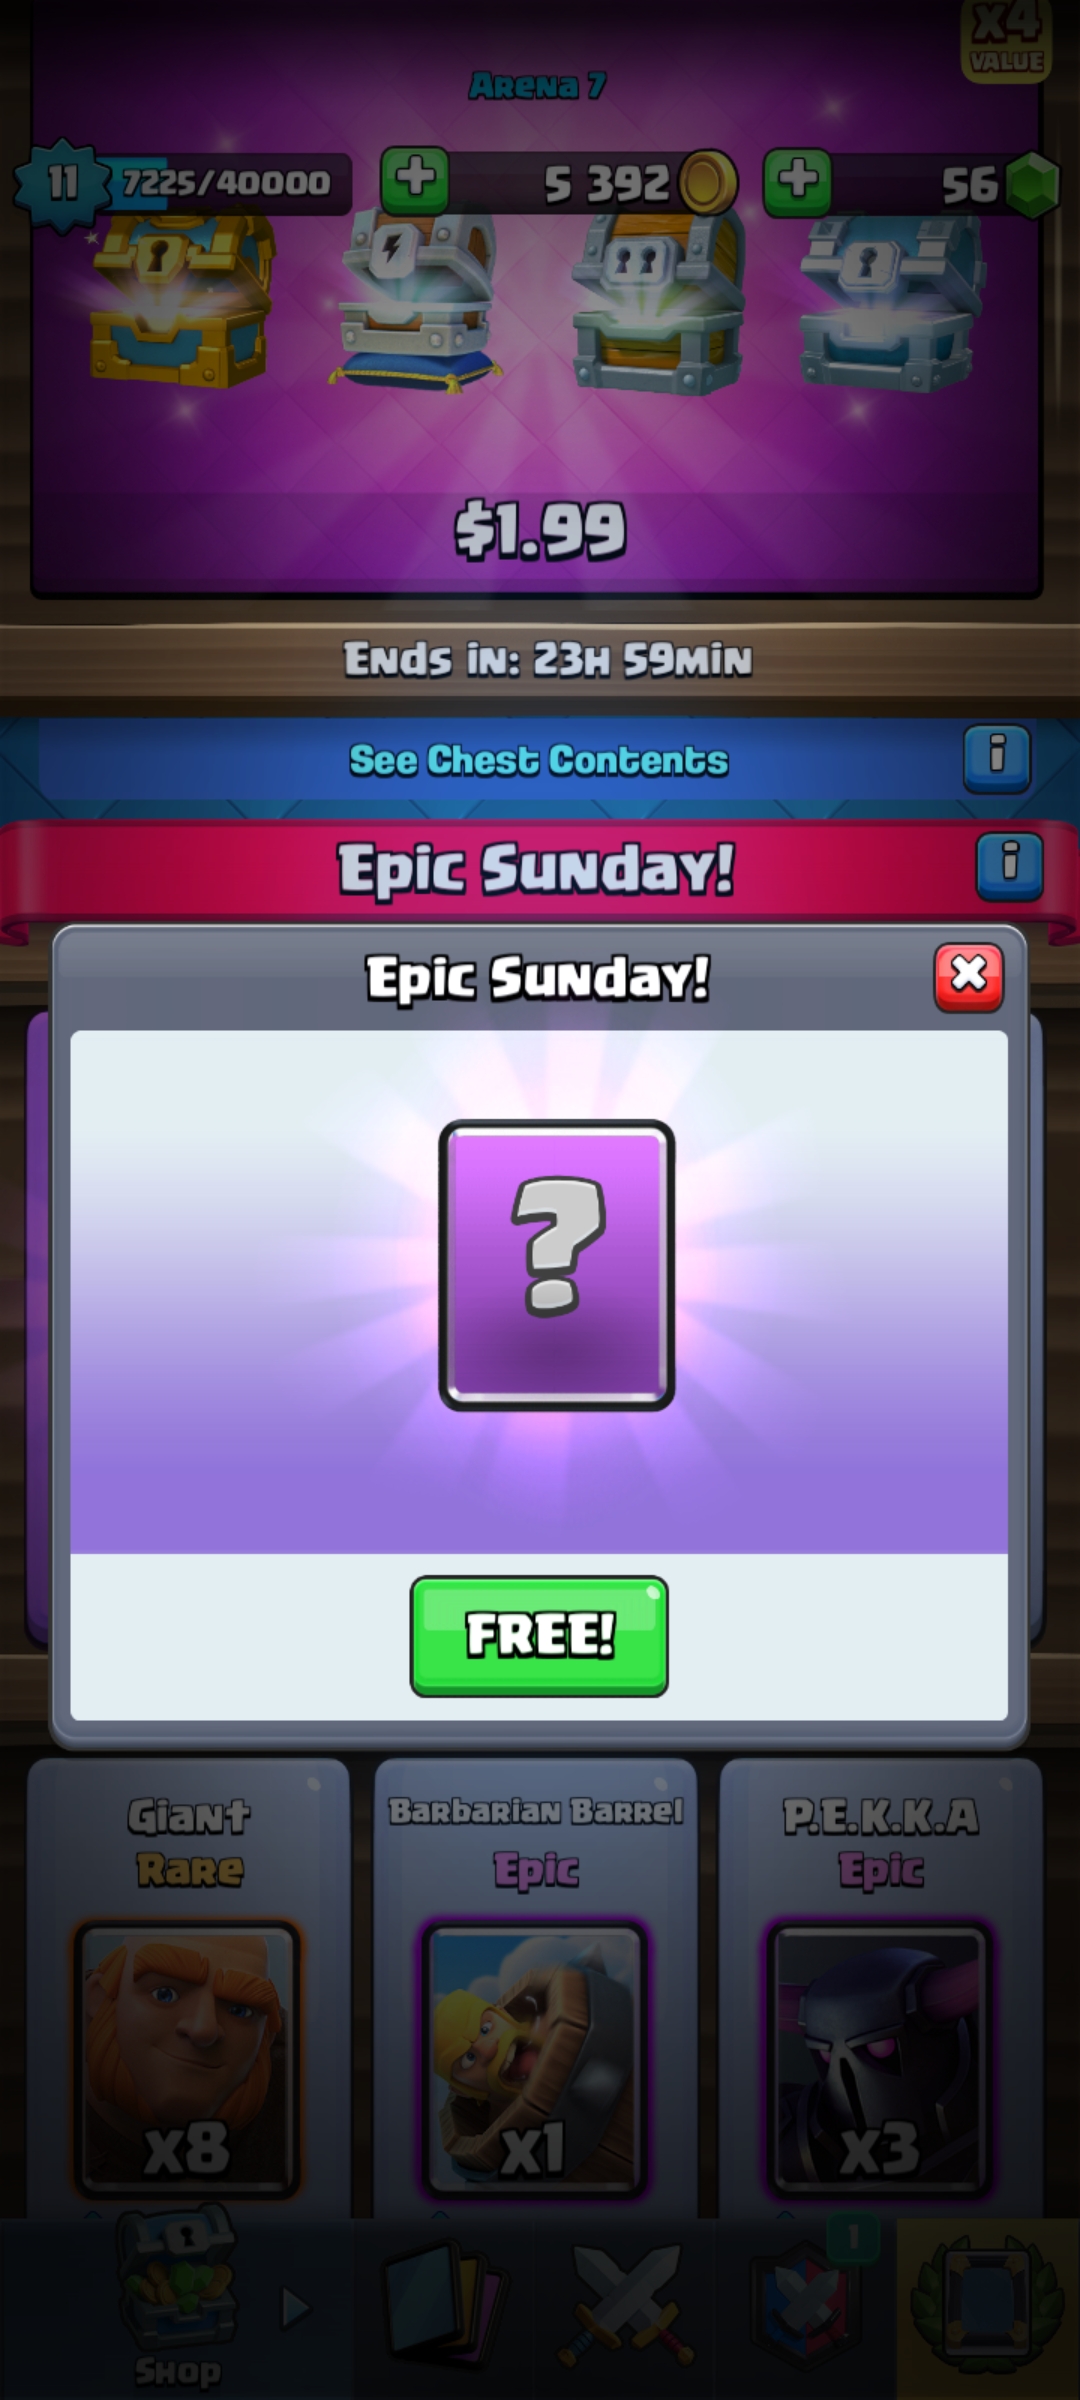 x4
VALUE
Arena 7
11
7225/40000
5 392
56
$1.99
Ends in: 23h 59min
See Chest Contents
i
Epic Sunday!
i
Epic Sunday!
?
FREE!
Giant
Rare
x8
Barbarian Barrel
Epic
x1
P.E.K.K.A
Epic
x3
1
Shop